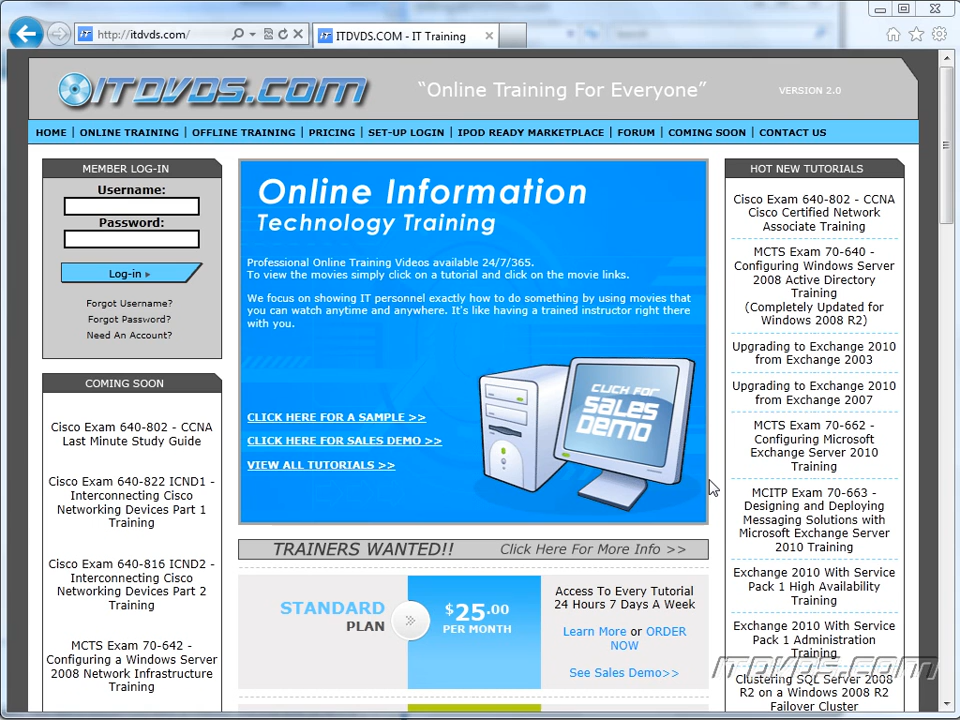 http://itdvds.com/
ITDVDS.COM - IT Training
ITDVDS.COM
“Online Training For Everyone”
VERSION 2.0
HOME | ONLINE TRAINING | OFFLINE TRAINING | PRICING | SET-UP LOGIN | IPOD READY MARKETPLACE | FORUM | COMING SOON | CONTACT US
MEMBER LOG-IN
Username:
Password:
Log-in
Forgot Username?
Forgot Password?
Need An Account?
COMING SOON
Cisco Exam 640-802 - CCNA
Last Minute Study Guide
Cisco Exam 640-822 ICND1 -
Interconnecting Cisco
Networking Devices Part 1
Training
Cisco Exam 640-816 ICND2 -
Interconnecting Cisco
Networking Devices Part 2
Training
MCTS Exam 70-642 -
Configuring a Windows Server
2008 Network Infrastructure
Training
Online Information
Technology Training
Professional Online Training Videos available 24/7/365.
To view the movies simply click on a tutorial and click on the movie links.
We focus on showing IT personnel exactly how to do something by using movies that
you can watch anytime and anywhere. It's like having a trained instructor right there
with you.
CLICK HERE FOR A SAMPLE >>
CLICK HERE FOR SALES DEMO >>
VIEW ALL TUTORIALS >>
CLICK FOR
SALES
DEMO
TRAINERS WANTED!! Click Here For More Info >>
STANDARD
PLAN
$25.00
PER MONTH
Access To Every Tutorial
24 Hours 7 Days A Week
Learn More or ORDER
NOW
See Sales Demo>>
HOT NEW TUTORIALS
Cisco Exam 640-802 - CCNA
Cisco Certified Network
Associate Training
MCTS Exam 70-640 -
Configuring Windows Server
2008 Active Directory
Training
(Completely Updated for
Windows 2008 R2)
Upgrading to Exchange 2010
from Exchange 2003
Upgrading to Exchange 2010
from Exchange 2007
MCTS Exam 70-662 -
Configuring Microsoft
Exchange Server 2010
Training
MCITP Exam 70-663 -
Designing and Deploying
Messaging Solutions with
Microsoft Exchange Server
2010 Training
Exchange 2010 With Service
Pack 1 High Availability
Training
Exchange 2010 With Service
Pack 1 Administration
Training
Clustering SQL Server 2008
R2 on a Windows 2008 R2
Failover Cluster
ITDVDS.COM